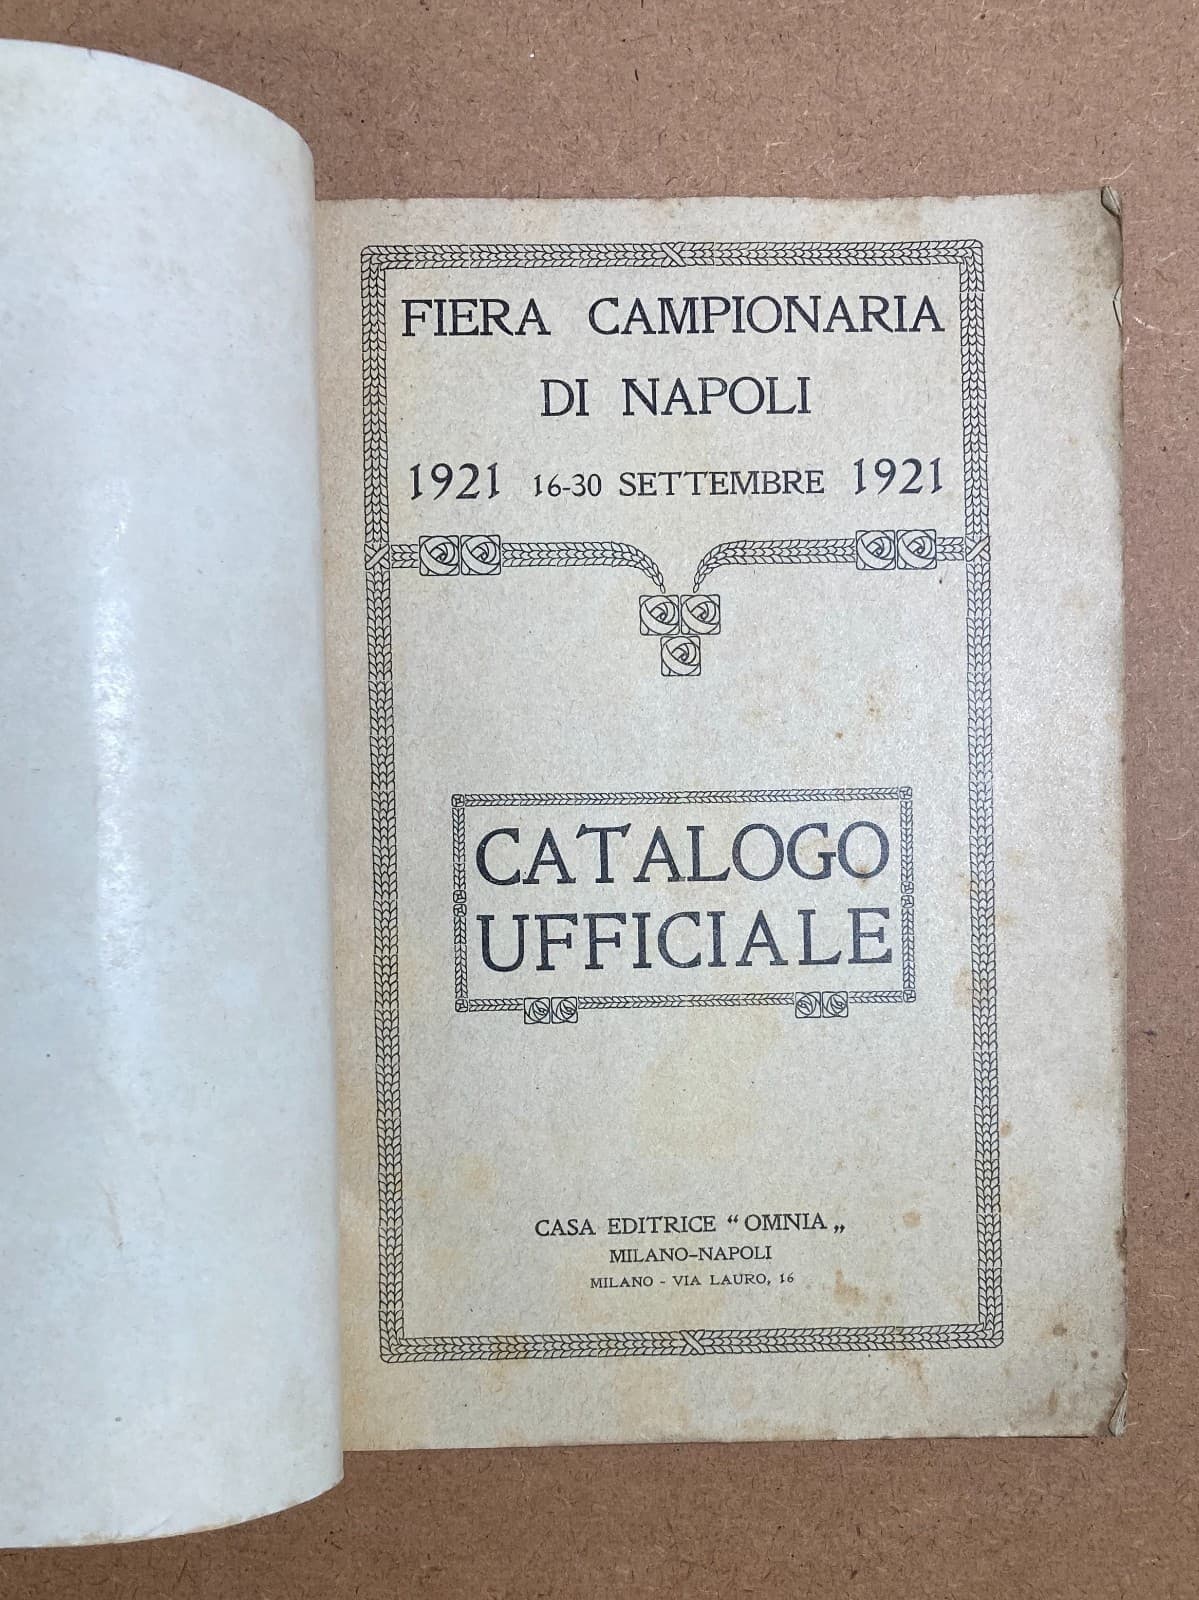 FIERA CAMPIONARIA
DI NAPOLI
1921 16-30 SETTEMBRE 1921
CATALOGO
UFFICIALE
CASA EDITRICE “ OMNIA „
MILANO-NAPOLI
MILANO - VIA LAURO, 16